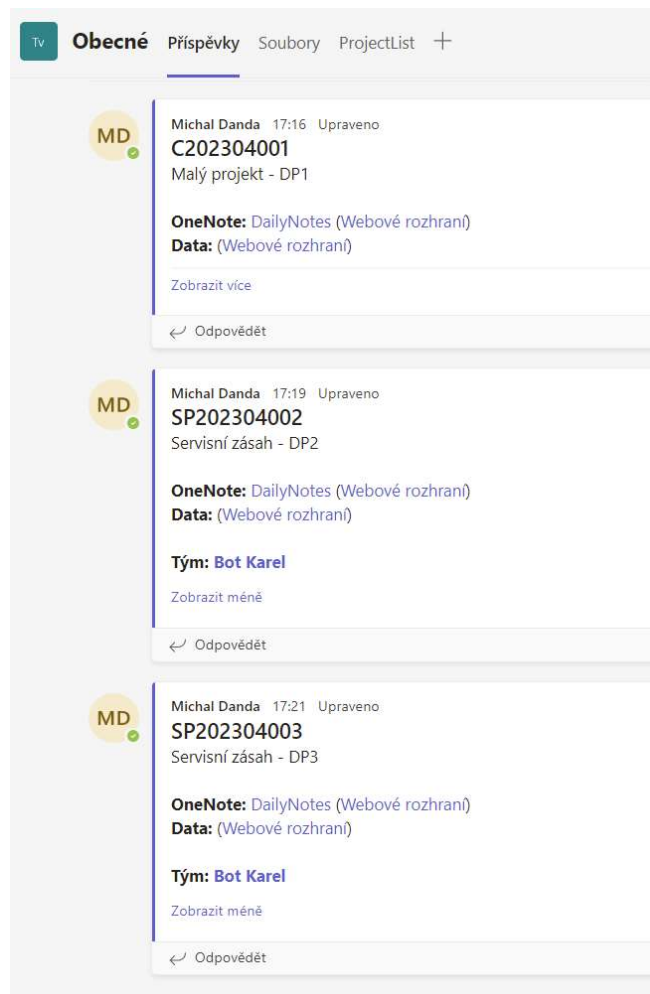 Tv Obecné Příspěvky Soubory ProjectList
MD
Michal Danda 17:16 Upraveno
C202304001
Malý projekt - DP1
OneNote: DailyNotes (Webové rozhraní)
Data: (Webové rozhraní)
Zobrazit více
Odpovědět
MD
Michal Danda 17:19 Upraveno
SP202304002
Servisní zásah - DP2
OneNote: DailyNotes (Webové rozhraní)
Data: (Webové rozhraní)
Tým: Bot Karel
Zobrazit méně
Odpovědět
MD
Michal Danda 17:21 Upraveno
SP202304003
Servisní zásah - DP3
OneNote: DailyNotes (Webové rozhraní)
Data: (Webové rozhraní)
Tým: Bot Karel
Zobrazit méně
Odpovědět